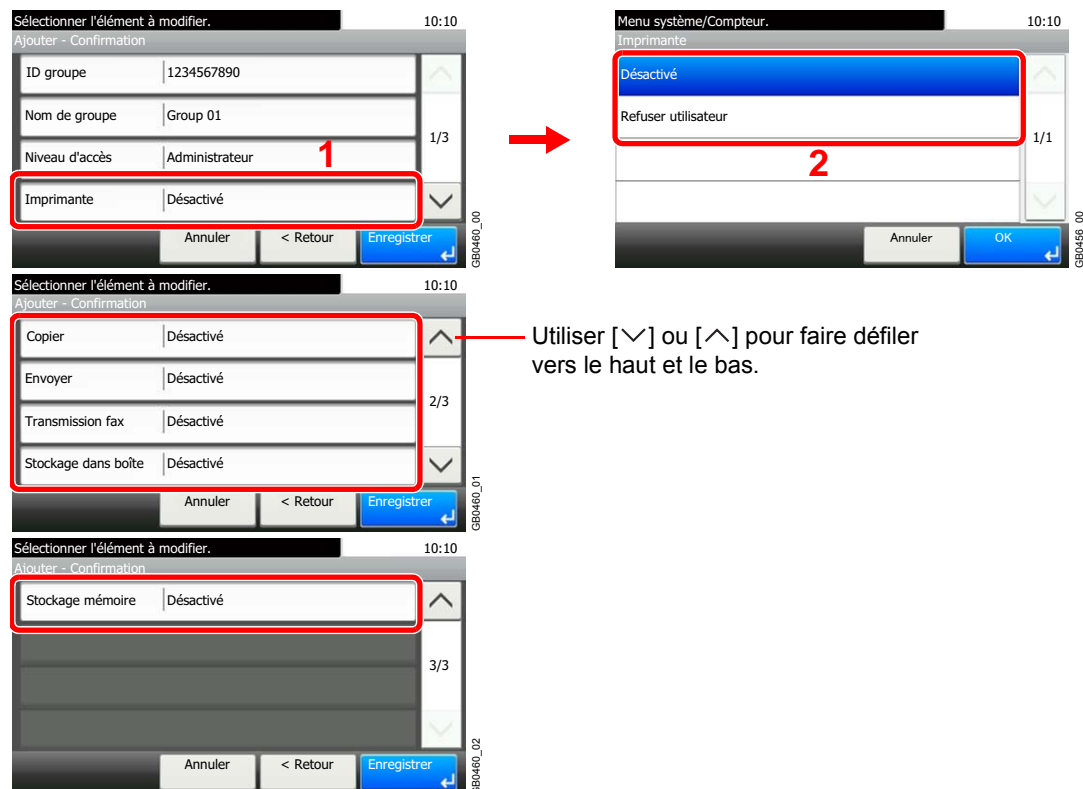 Sélectionner l'élément à modifier. 10:10
Ajouter - Confirmation
ID groupe 1234567890
Nom de groupe Group 01
1/3
Niveau d'accès Administrateur 1
Imprimante Désactivé
Annuler < Retour Enregistrer
GB0460_00
Menu système/Compteur. 10:10
Imprimante
Désactivé
Refuser utilisateur
1/1
2
Annuler OK
GB0456_00
Sélectionner l'élément à modifier. 10:10
Ajouter - Confirmation
Copier Désactivé
Envoyer Désactivé
2/3
Transmission fax Désactivé
Stockage dans boîte Désactivé
Annuler < Retour Enregistrer
GB0460_01
Utiliser [∨] ou [∧] pour faire défiler
vers le haut et le bas.
Sélectionner l'élément à modifier. 10:10
Ajouter - Confirmation
Stockage mémoire Désactivé
3/3
Annuler < Retour Enregistrer
GB0460_02